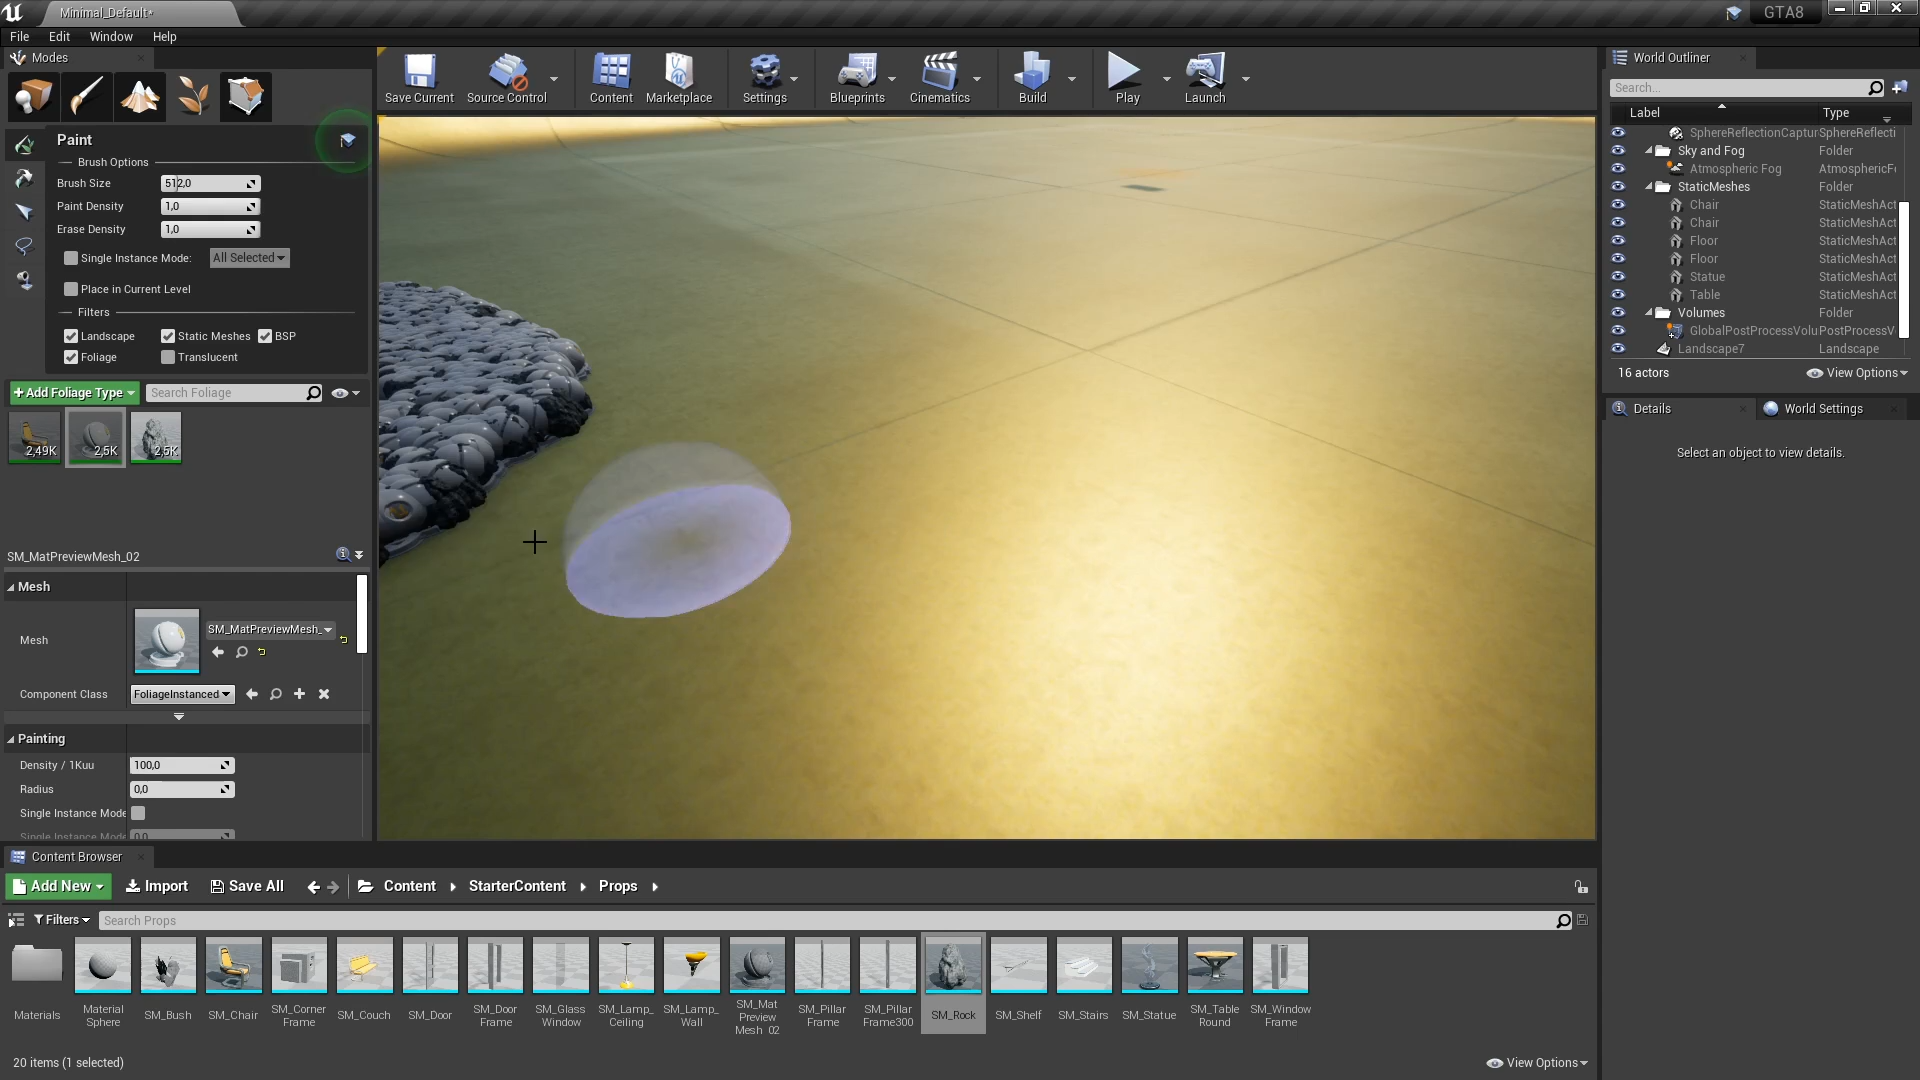 Minimal_Default*
GTA8
File Edit Window Help
Modes
Paint
Brush Options
Brush Size 512,0
Paint Density 1,0
Erase Density 1,0
Single Instance Mode: All Selected
Place in Current Level
Filters
Landscape Static Meshes BSP
Foliage Translucent
+Add Foliage Type Search Foliage
2,49K 2,5K 2,5K
SM_MatPreviewMesh_02
Mesh
Mesh SM_MatPreviewMesh_
Component Class FoliageInstanced
Painting
Density / 1Kuu 100,0
Radius 0,0
Single Instance Mode
Single Instance Mode 0,0
Save Current Source Control Content Marketplace Settings Blueprints Cinematics Build Play Launch
World Outliner
Search...
Label Type
SphereReflectionCaptur SphereReflecti
Sky and Fog Folder
Atmospheric Fog AtmosphericF
StaticMeshes Folder
Chair StaticMeshAct
Chair StaticMeshAct
Floor StaticMeshAct
Floor StaticMeshAct
Statue StaticMeshAct
Table StaticMeshAct
Volumes Folder
GlobalPostProcessVolu PostProcessV
Landscape7 Landscape
16 actors View Options
Details World Settings
Select an object to view details.
Content Browser
Add New Import Save All Content StarterContent Props
Filters Search Props
Materials
Material
Sphere
SM_Bush
SM_Chair
SM_Corner
Frame
SM_Couch
SM_Door
SM_Door
Frame
SM_Glass
Window
SM_Lamp_
Ceiling
SM_Lamp_
Wall
SM_Mat
Preview
Mesh_02
SM_Pillar
Frame
SM_Pillar
Frame300
SM_Rock
SM_Shelf
SM_Stairs
SM_Statue
SM_Table
Round
SM_Window
Frame
20 items (1 selected) View Options